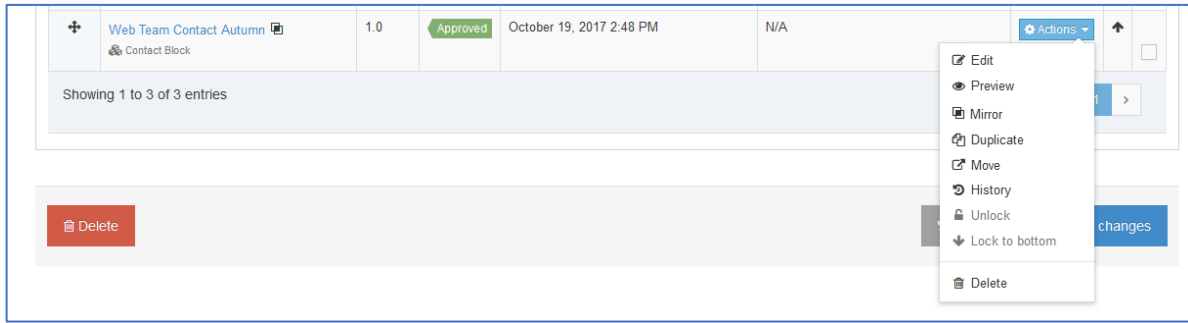 Web Team Contact Autumn 1.0 Approved October 19, 2017 2:48 PM N/A Actions
Contact Block
Showing 1 to 3 of 3 entries
Edit
Preview
Mirror
Duplicate
Move
History
Unlock
Lock to bottom
Delete
Delete
changes